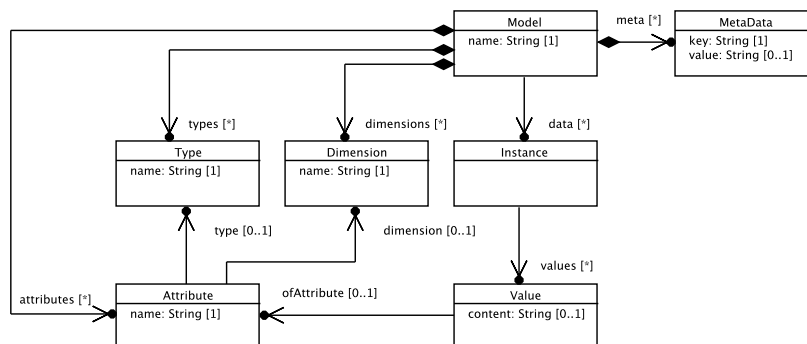 Model
name: String [1]
meta [*]
MetaData
key: String [1]
value: String [0..1]
types [*]
dimensions [*]
data [*]
Type
name: String [1]
Dimension
name: String [1]
Instance
type [0..1]
dimension [0..1]
values [*]
attributes [*]
Attribute
name: String [1]
ofAttribute [0..1]
Value
content: String [0..1]